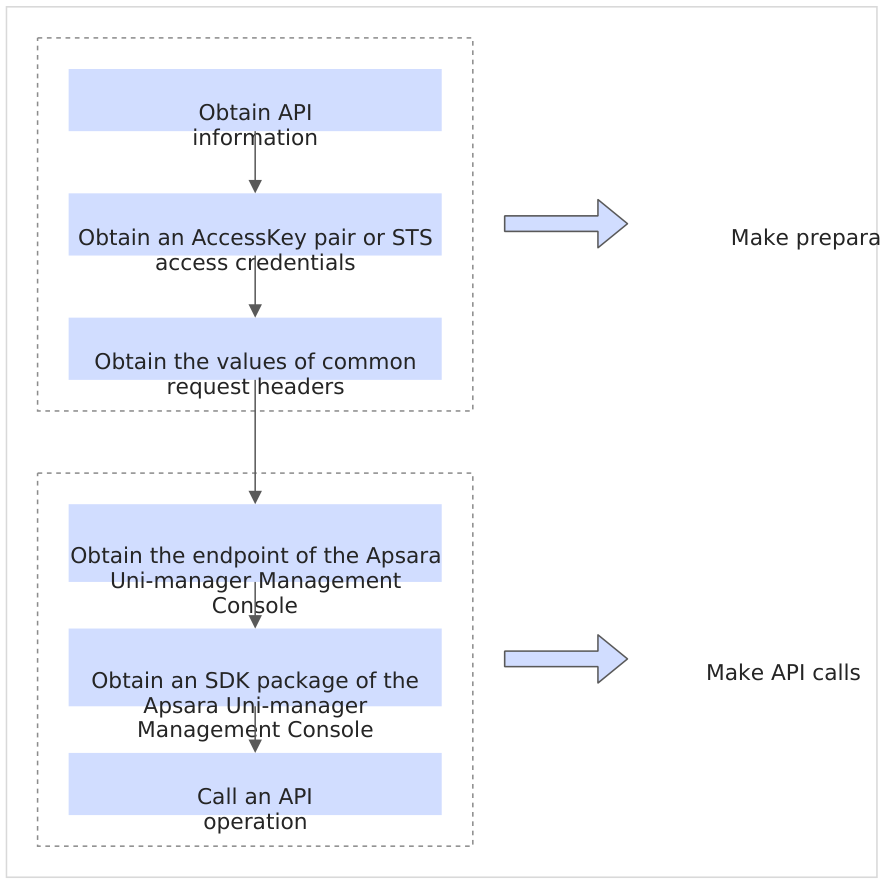 Obtain API
information
Obtain an AccessKey pair or STS
access credentials
Make prepara
Obtain the values of common
request headers
Obtain the endpoint of the Apsara
Uni-manager Management
Console
Obtain an SDK package of the
Apsara Uni-manager
Management Console
Make API calls
Call an API
operation